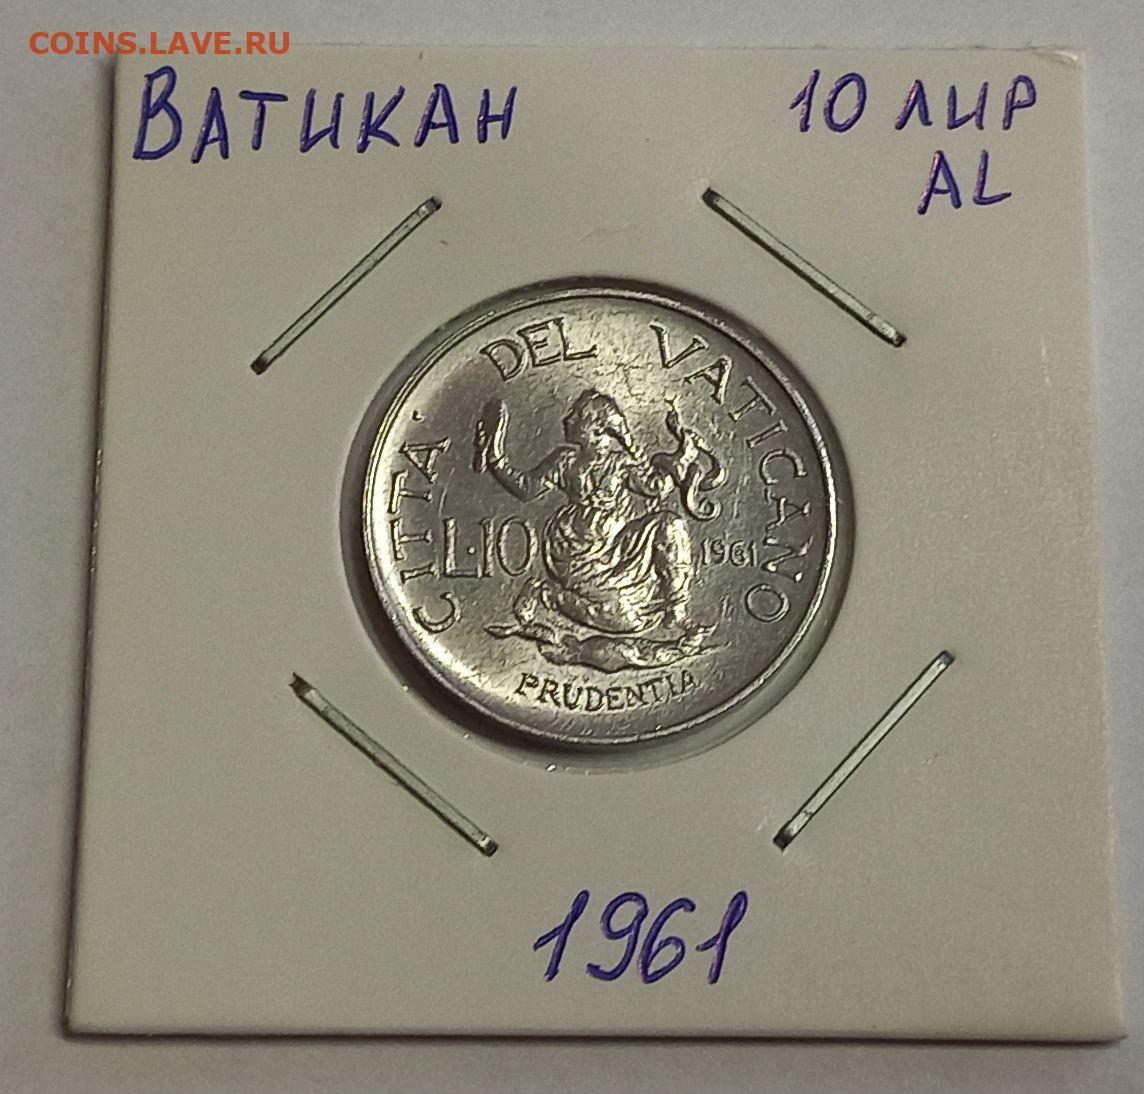 COINS.LAVE.RU
ВАТИКАН
10 ЛИР
AL
CITTA' DEL VATICANO
L.10
1961
PRUDENTIA
1961